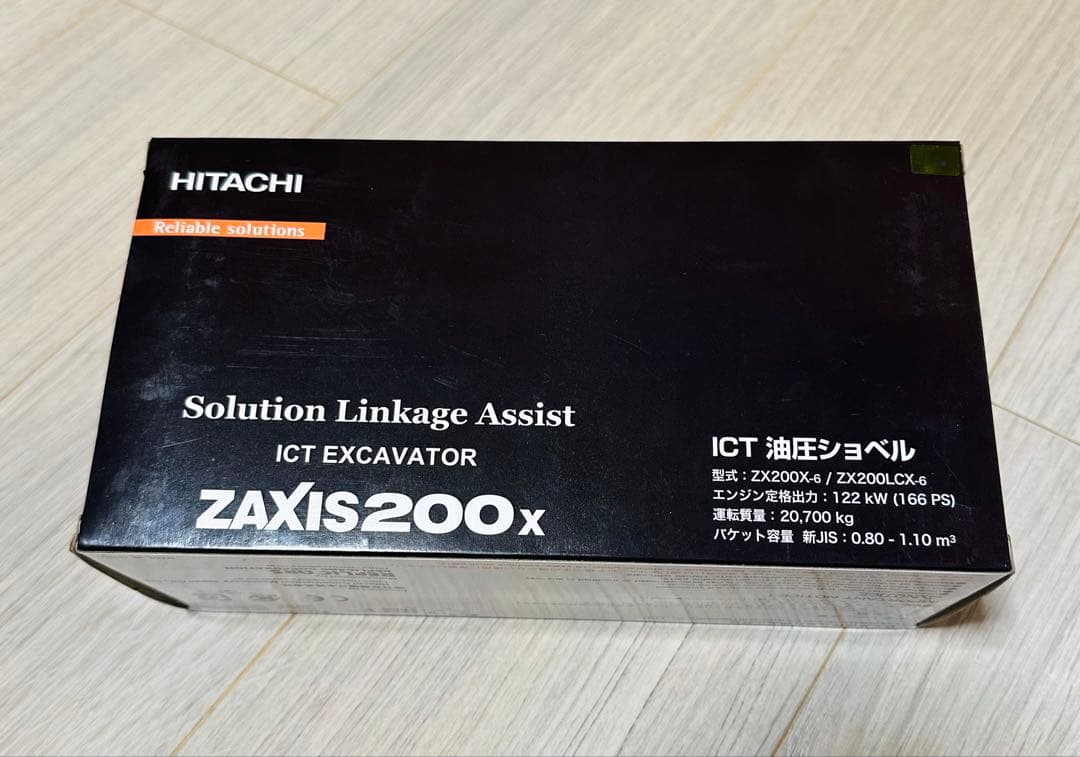 HITACHI
Reliable solutions
Solution Linkage Assist
ICT EXCAVATOR
ZAXIS200X
ICT 油圧ショベル
型式：ZX200X-6 / ZX200LCX-6
エンジン定格出力：122 kW (166 PS)
運転質量：20,700 kg
バケット容量 新JIS：0.80 - 1.10 m³